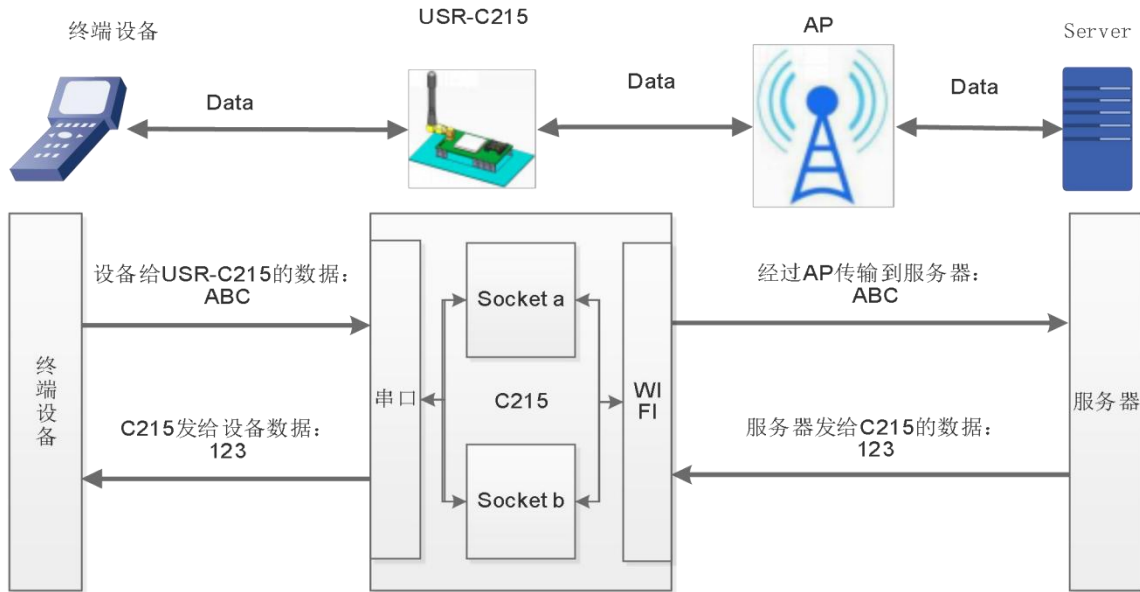 终端设备
USR-C215
AP
Server
Data
Data
Data
设备给USR-C215的数据：
ABC
经过AP传输到服务器：
ABC
Socket a
终端设备
串口
C215
WI
FI
服务器
C215发给设备数据：
123
服务器发给C215的数据：
123
Socket b